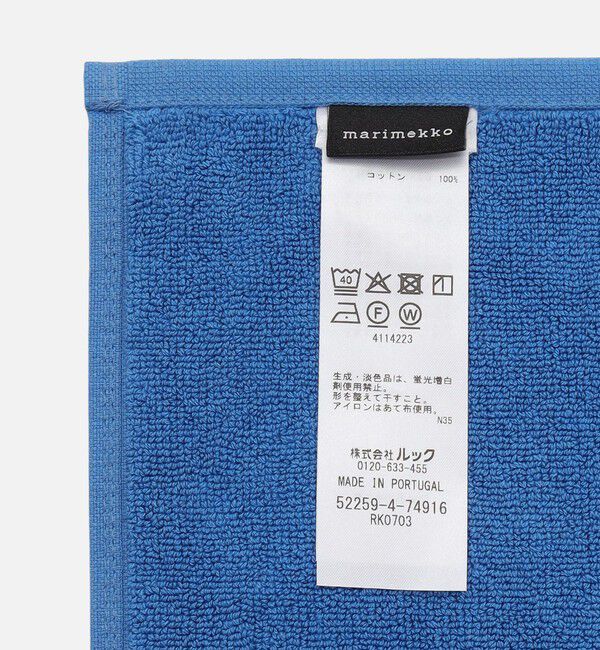 marimekko
コットン 100%
40
F W
4114223
生成・淡色品は、蛍光増白
剤使用禁止。
形を整えて干すこと。
アイロンはあて布使用。
N35
株式会社 ルック
0120-633-455
MADE IN PORTUGAL
52259-4-74916
RK0703